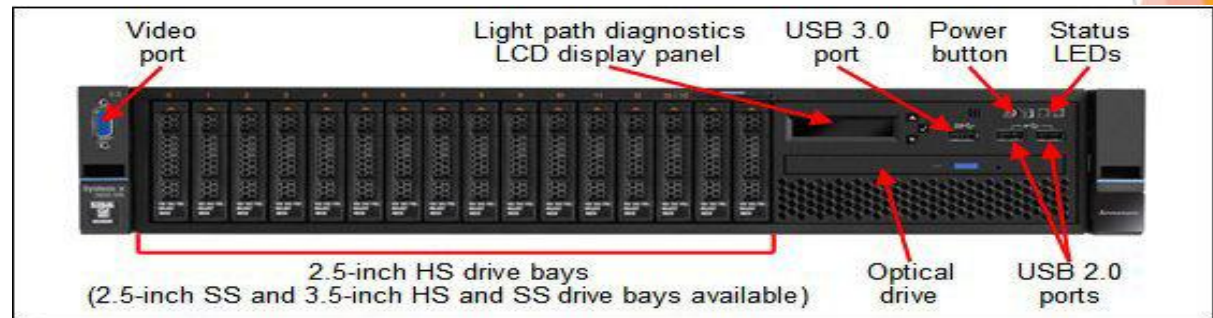 Video
port
Light path diagnostics
LCD display panel
USB 3.0
port
Power
button
Status
LEDs
2.5-inch HS drive bays
(2.5-inch SS and 3.5-inch HS and SS drive bays available)
Optical
drive
USB 2.0
ports
System x
Lenovo